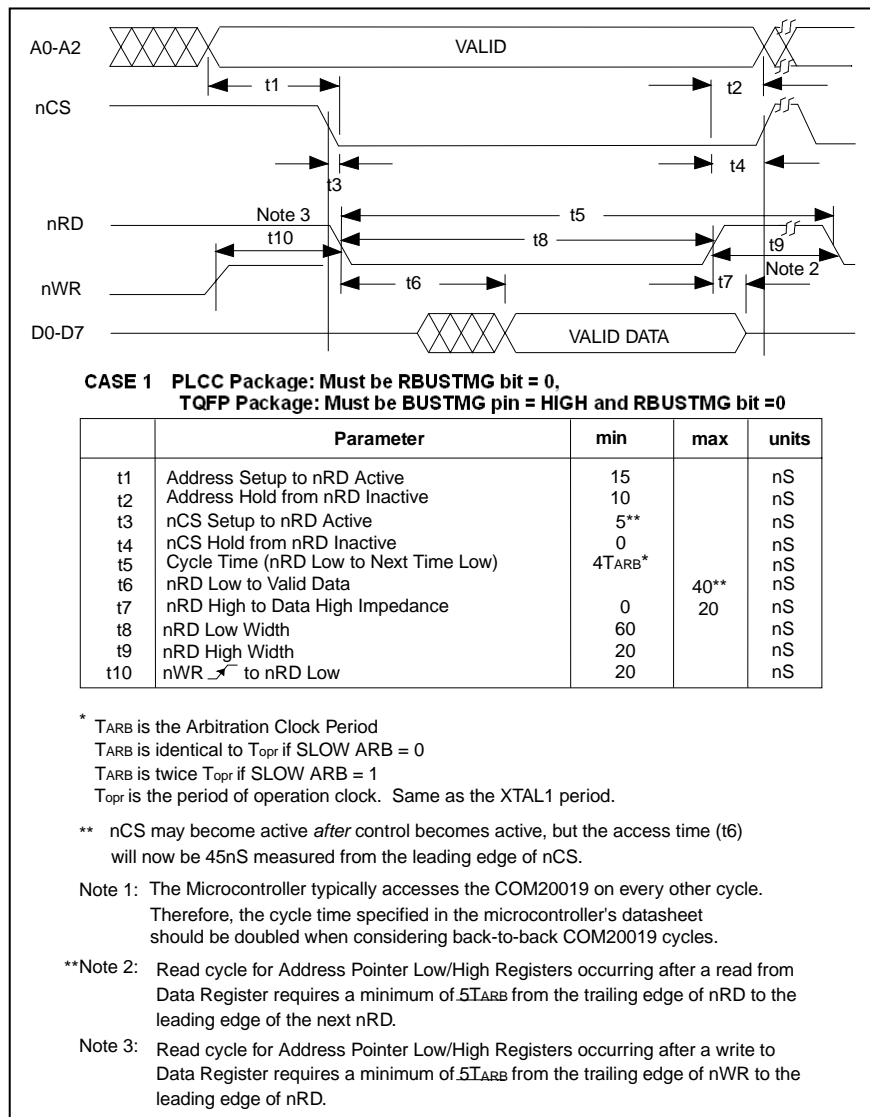 A0-A2
VALID
t1
t2
nCS
t3
t4
nRD
Note 3
t5
t10
t8
t9
nWR
t6
t7
Note 2
D0-D7
VALID DATA
CASE 1 PLCC Package: Must be RBUSTMG bit = 0,
TQFP Package: Must be BUSTMG pin = HIGH and RBUSTMG bit =0
Parameter min max units
t1 Address Setup to nRD Active 15 nS
t2 Address Hold from nRD Inactive 10 nS
t3 nCS Setup to nRD Active 5** nS
t4 nCS Hold from nRD Inactive 0 nS
t5 Cycle Time (nRD Low to Next Time Low) 4TARB* nS
t6 nRD Low to Valid Data 40** nS
t7 nRD High to Data High Impedance 0 20 nS
t8 nRD Low Width 60 nS
t9 nRD High Width 20 nS
t10 nWR to nRD Low 20 nS
* TARB is the Arbitration Clock Period
TARB is identical to Topr if SLOW ARB = 0
TARB is twice Topr if SLOW ARB = 1
Topr is the period of operation clock. Same as the XTAL1 period.
** nCS may become active after control becomes active, but the access time (t6)
will now be 45nS measured from the leading edge of nCS.
Note 1: The Microcontroller typically accesses the COM20019 on every other cycle.
Therefore, the cycle time specified in the microcontroller's datasheet
should be doubled when considering back-to-back COM20019 cycles.
**Note 2: Read cycle for Address Pointer Low/High Registers occurring after a read from
Data Register requires a minimum of 5TARB from the trailing edge of nRD to the
leading edge of the next nRD.
Note 3: Read cycle for Address Pointer Low/High Registers occurring after a write to
Data Register requires a minimum of 5TARB from the trailing edge of nWR to the
leading edge of nRD.